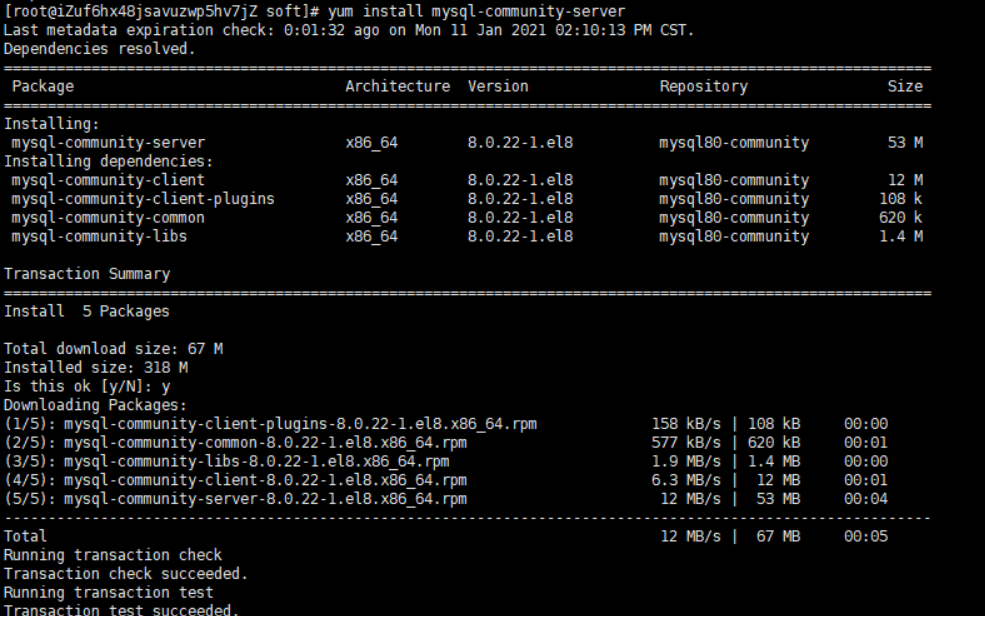 [root@iZuf6hx48jsavuzwp5hv7jZ soft]# yum install mysql-community-server
Last metadata expiration check: 0:01:32 ago on Mon 11 Jan 2021 02:10:13 PM CST.
Dependencies resolved.
Package Architecture Version Repository Size
Installing:
mysql-community-server x86_64 8.0.22-1.el8 mysql80-community 53 M
Installing dependencies:
mysql-community-client x86_64 8.0.22-1.el8 mysql80-community 12 M
mysql-community-client-plugins x86_64 8.0.22-1.el8 mysql80-community 108 k
mysql-community-common x86_64 8.0.22-1.el8 mysql80-community 620 k
mysql-community-libs x86_64 8.0.22-1.el8 mysql80-community 1.4 M
Transaction Summary
Install 5 Packages
Total download size: 67 M
Installed size: 318 M
Is this ok [y/N]: y
Downloading Packages:
(1/5): mysql-community-client-plugins-8.0.22-1.el8.x86_64.rpm 158 kB/s | 108 kB 00:00
(2/5): mysql-community-common-8.0.22-1.el8.x86_64.rpm 577 kB/s | 620 kB 00:01
(3/5): mysql-community-libs-8.0.22-1.el8.x86_64.rpm 1.9 MB/s | 1.4 MB 00:00
(4/5): mysql-community-client-8.0.22-1.el8.x86_64.rpm 6.3 MB/s | 12 MB 00:01
(5/5): mysql-community-server-8.0.22-1.el8.x86_64.rpm 12 MB/s | 53 MB 00:04
Total 12 MB/s | 67 MB 00:05
Running transaction check
Transaction check succeeded.
Running transaction test
Transaction test succeeded.